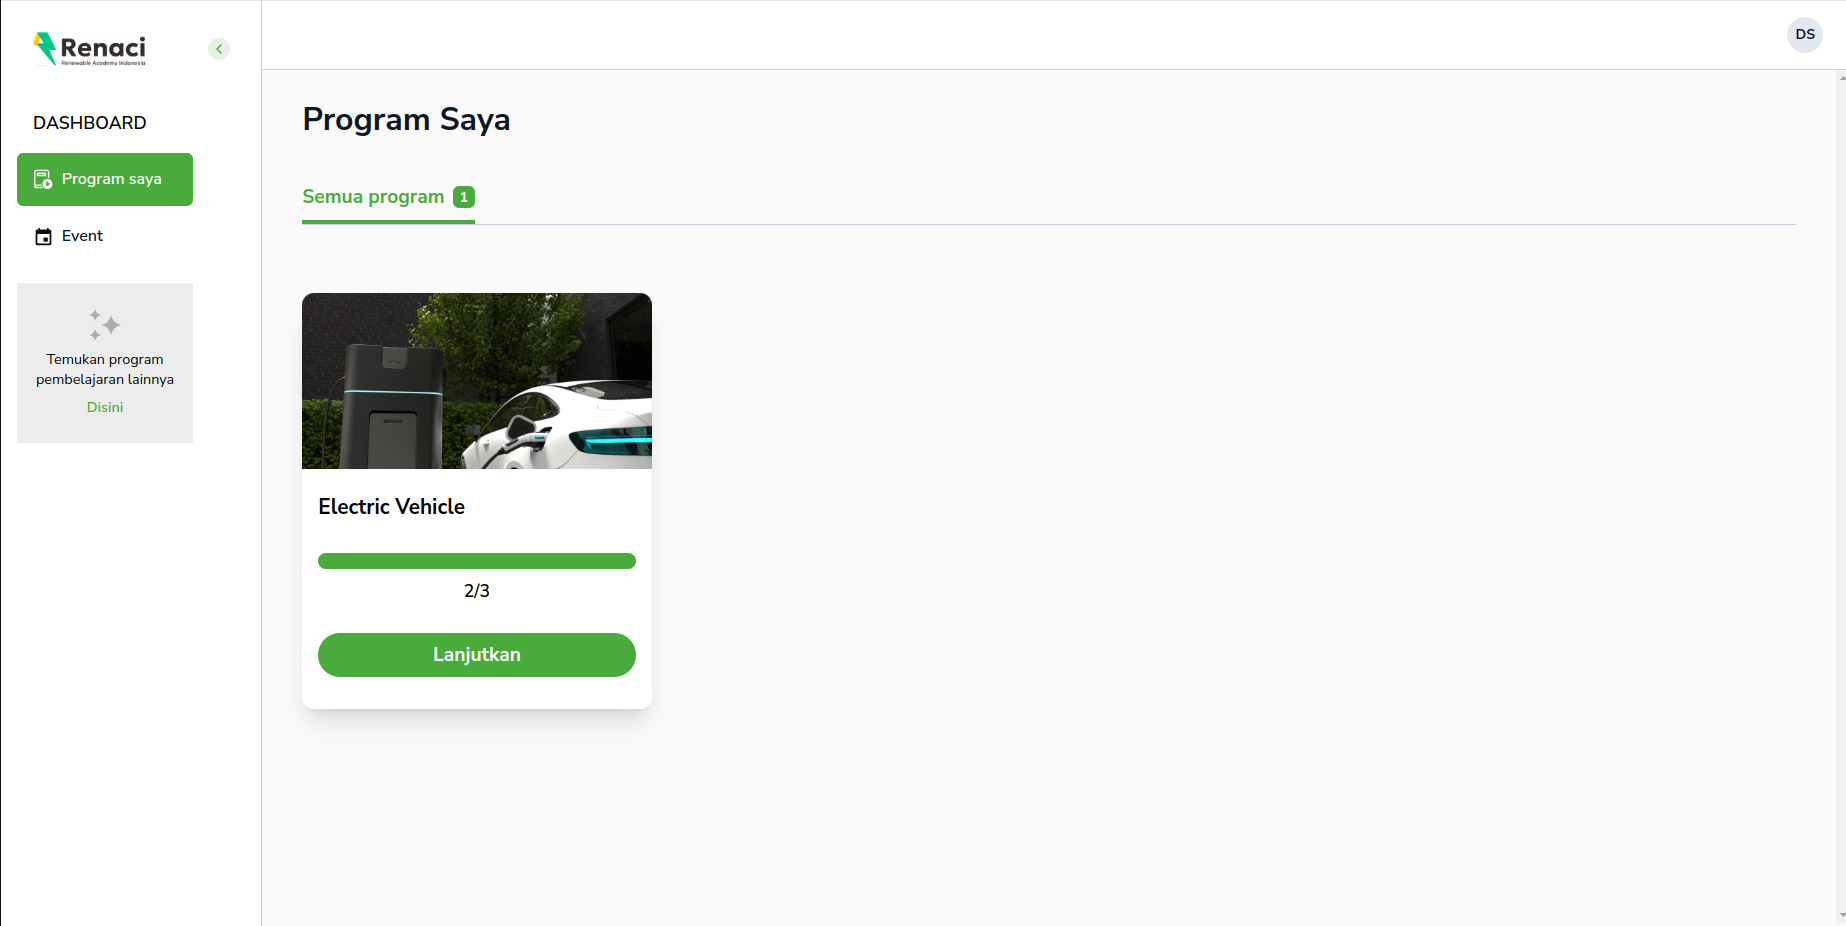 Renaci
Renewable Academy Indonesia
DS
DASHBOARD
Program saya
Event
Temukan program
pembelajaran lainnya
Disini
Program Saya
Semua program 1
Electric Vehicle
2/3
Lanjutkan